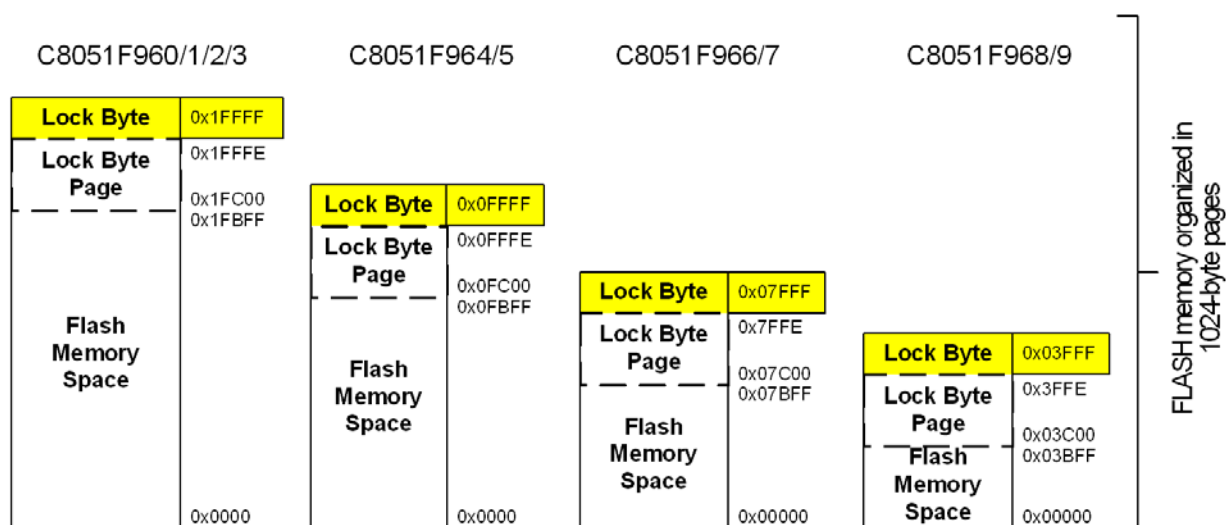 C8051F960/1/2/3
Lock Byte
0x1FFFF
Lock Byte
Page
0x1FFFE
0x1FC00
0x1FBFF
Flash
Memory
Space
0x0000
C8051F964/5
Lock Byte
0x0FFFF
Lock Byte
Page
0x0FFFE
0x0FC00
0x0FBFF
Flash
Memory
Space
0x0000
C8051F966/7
Lock Byte
0x07FFF
Lock Byte
Page
0x7FFE
0x07C00
0x07BFF
Flash
Memory
Space
0x00000
C8051F968/9
Lock Byte
0x03FFF
Lock Byte
Page
0x3FFE
0x03C00
0x03BFF
Flash
Memory
Space
0x00000
FLASH memory organized in
1024-byte pages